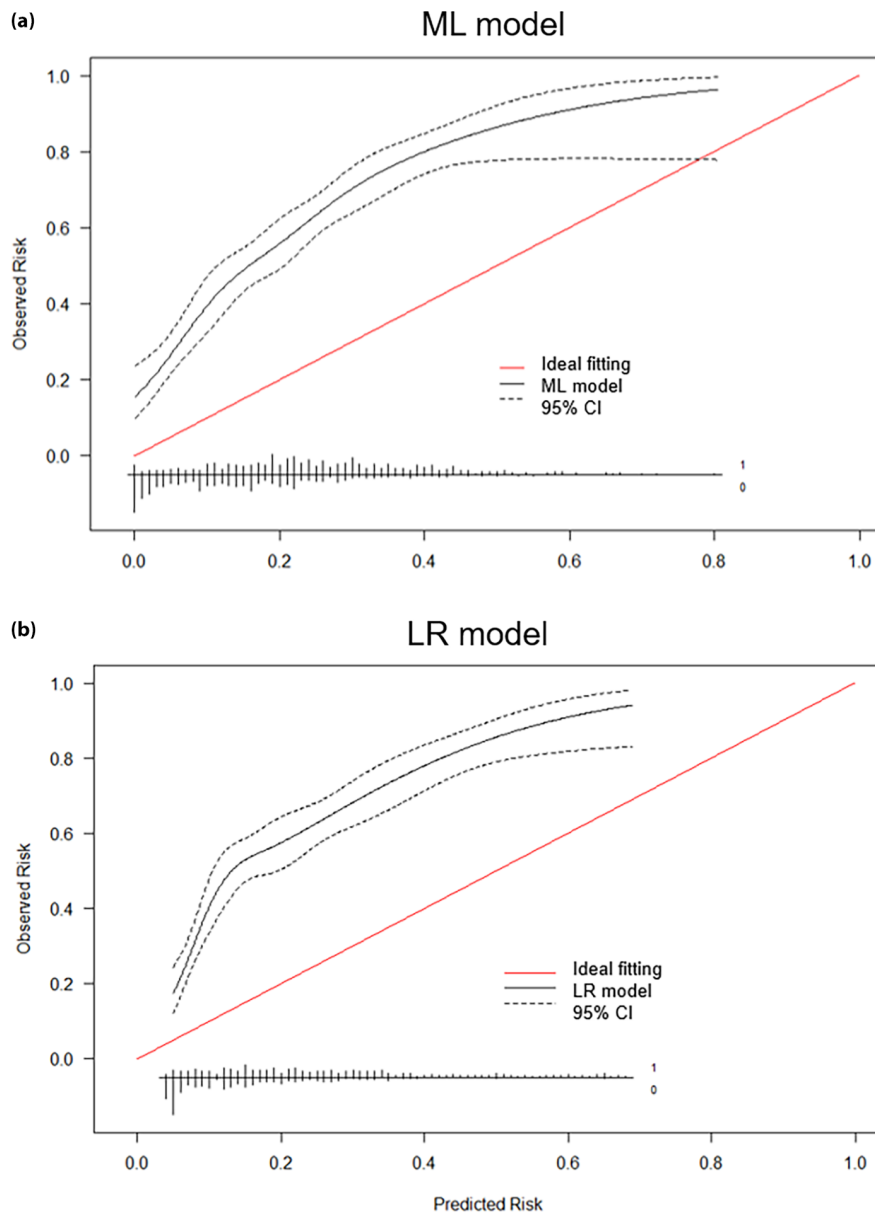 (a)
ML model
1.0
0.8
0.6
0.4
0.2
0.0
Observed Risk
Ideal fitting
ML model
95% CI
1
0
0.0 0.2 0.4 0.6 0.8 1.0
(b)
LR model
1.0
0.8
0.6
0.4
0.2
0.0
Observed Risk
Ideal fitting
LR model
95% CI
1
0
0.0 0.2 0.4 0.6 0.8 1.0
Predicted Risk